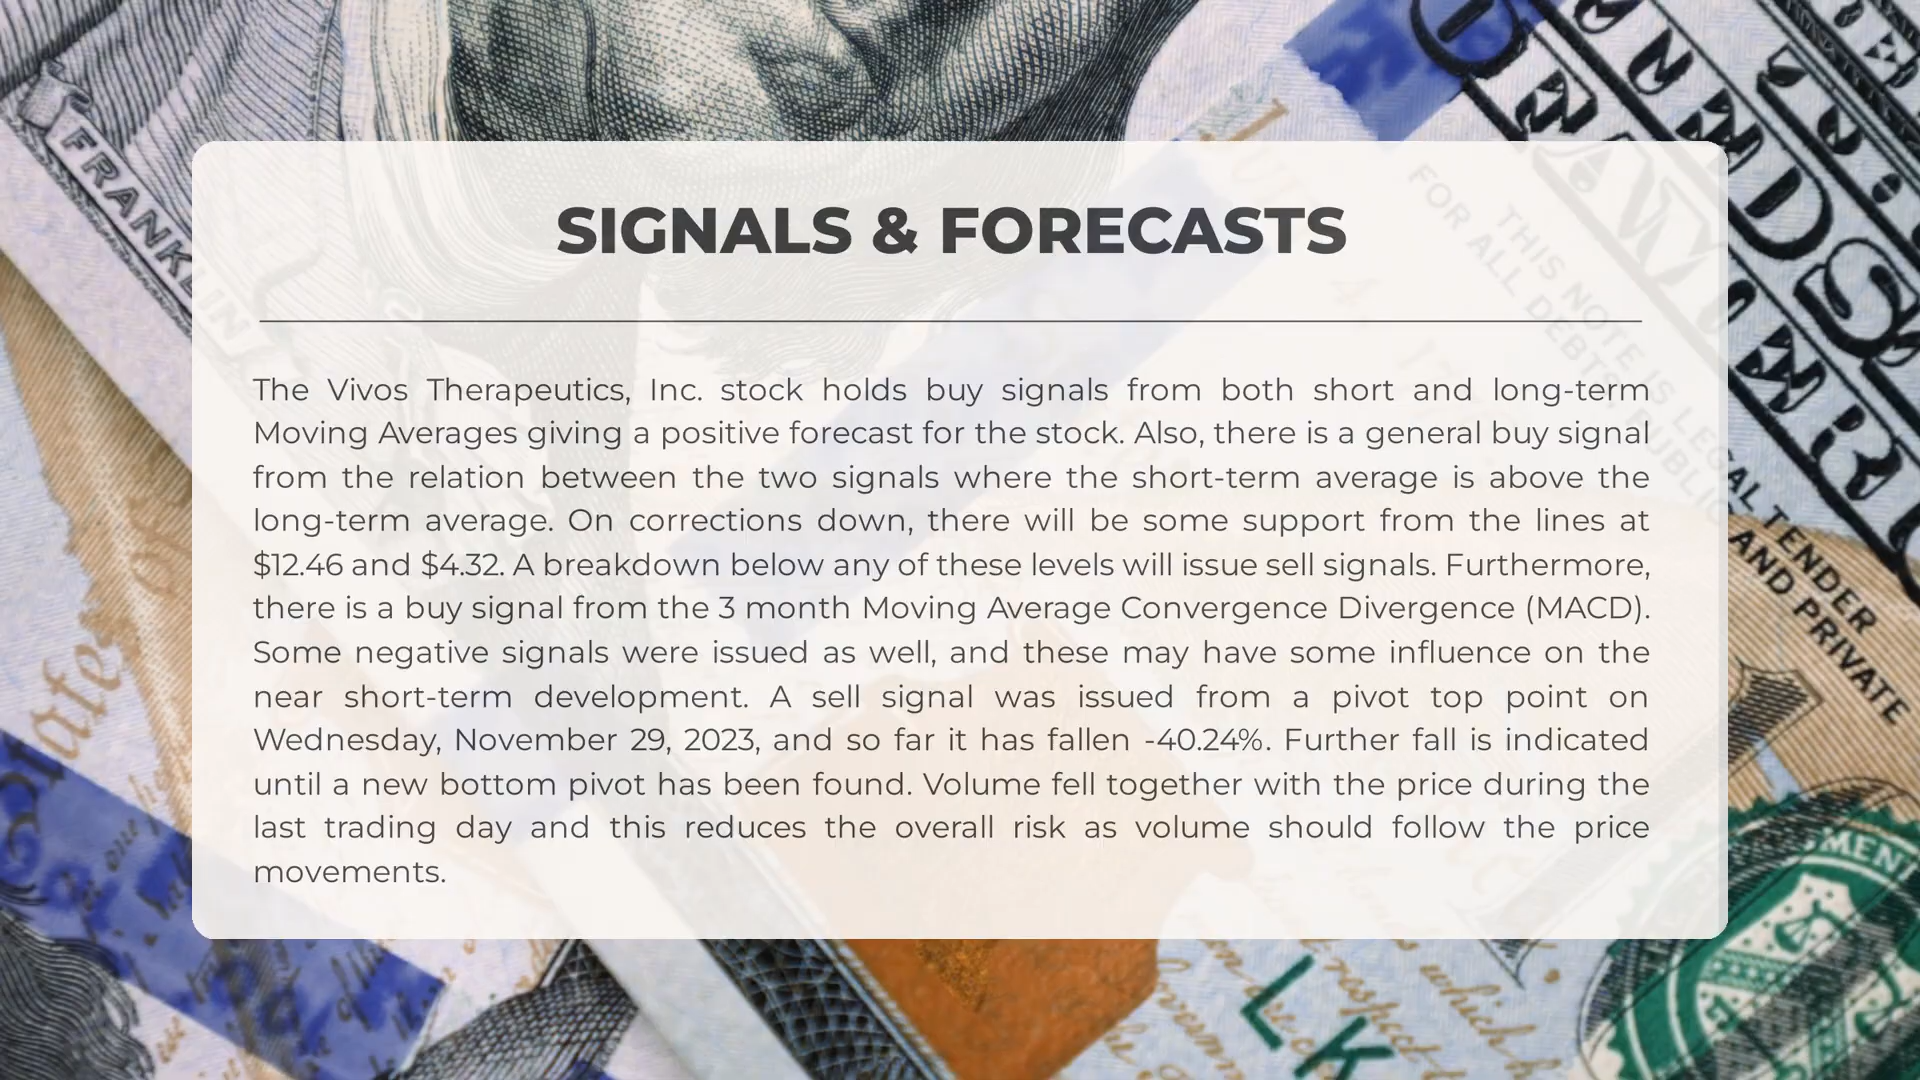 FRANKLIN
SIGNALS & FORECASTS
THIS NOTE IS LEGAL TENDER
FOR ALL DEBTS, PUBLIC AND PRIVATE
The Vivos Therapeutics, Inc. stock holds buy signals from both short and long-term
Moving Averages giving a positive forecast for the stock. Also, there is a general buy signal
from the relation between the two signals where the short-term average is above the
long-term average. On corrections down, there will be some support from the lines at
$12.46 and $4.32. A breakdown below any of these levels will issue sell signals. Furthermore,
there is a buy signal from the 3 month Moving Average Convergence Divergence (MACD).
Some negative signals were issued as well, and these may have some influence on the
near short-term development. A sell signal was issued from a pivot top point on
Wednesday, November 29, 2023, and so far it has fallen -40.24%. Further fall is indicated
until a new bottom pivot has been found. Volume fell together with the price during the
last trading day and this reduces the overall risk as volume should follow the price
movements.